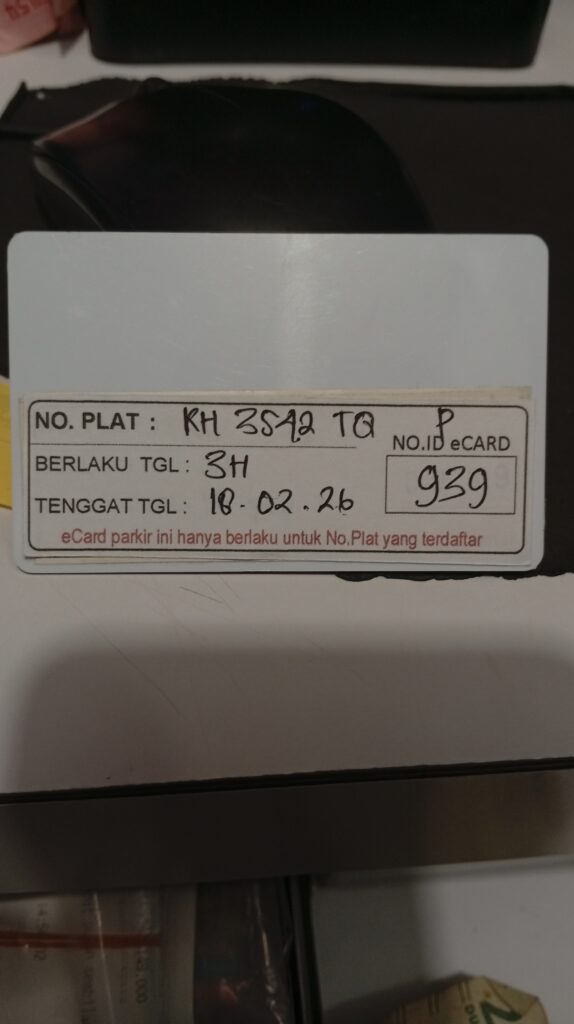 NO. PLAT : KH 3542 TQ
P
NO.ID eCARD
BERLAKU TGL : 3H
939
TENGGAT TGL : 18.02.26
eCard parkir ini hanya berlaku untuk No.Plat yang terdaftar